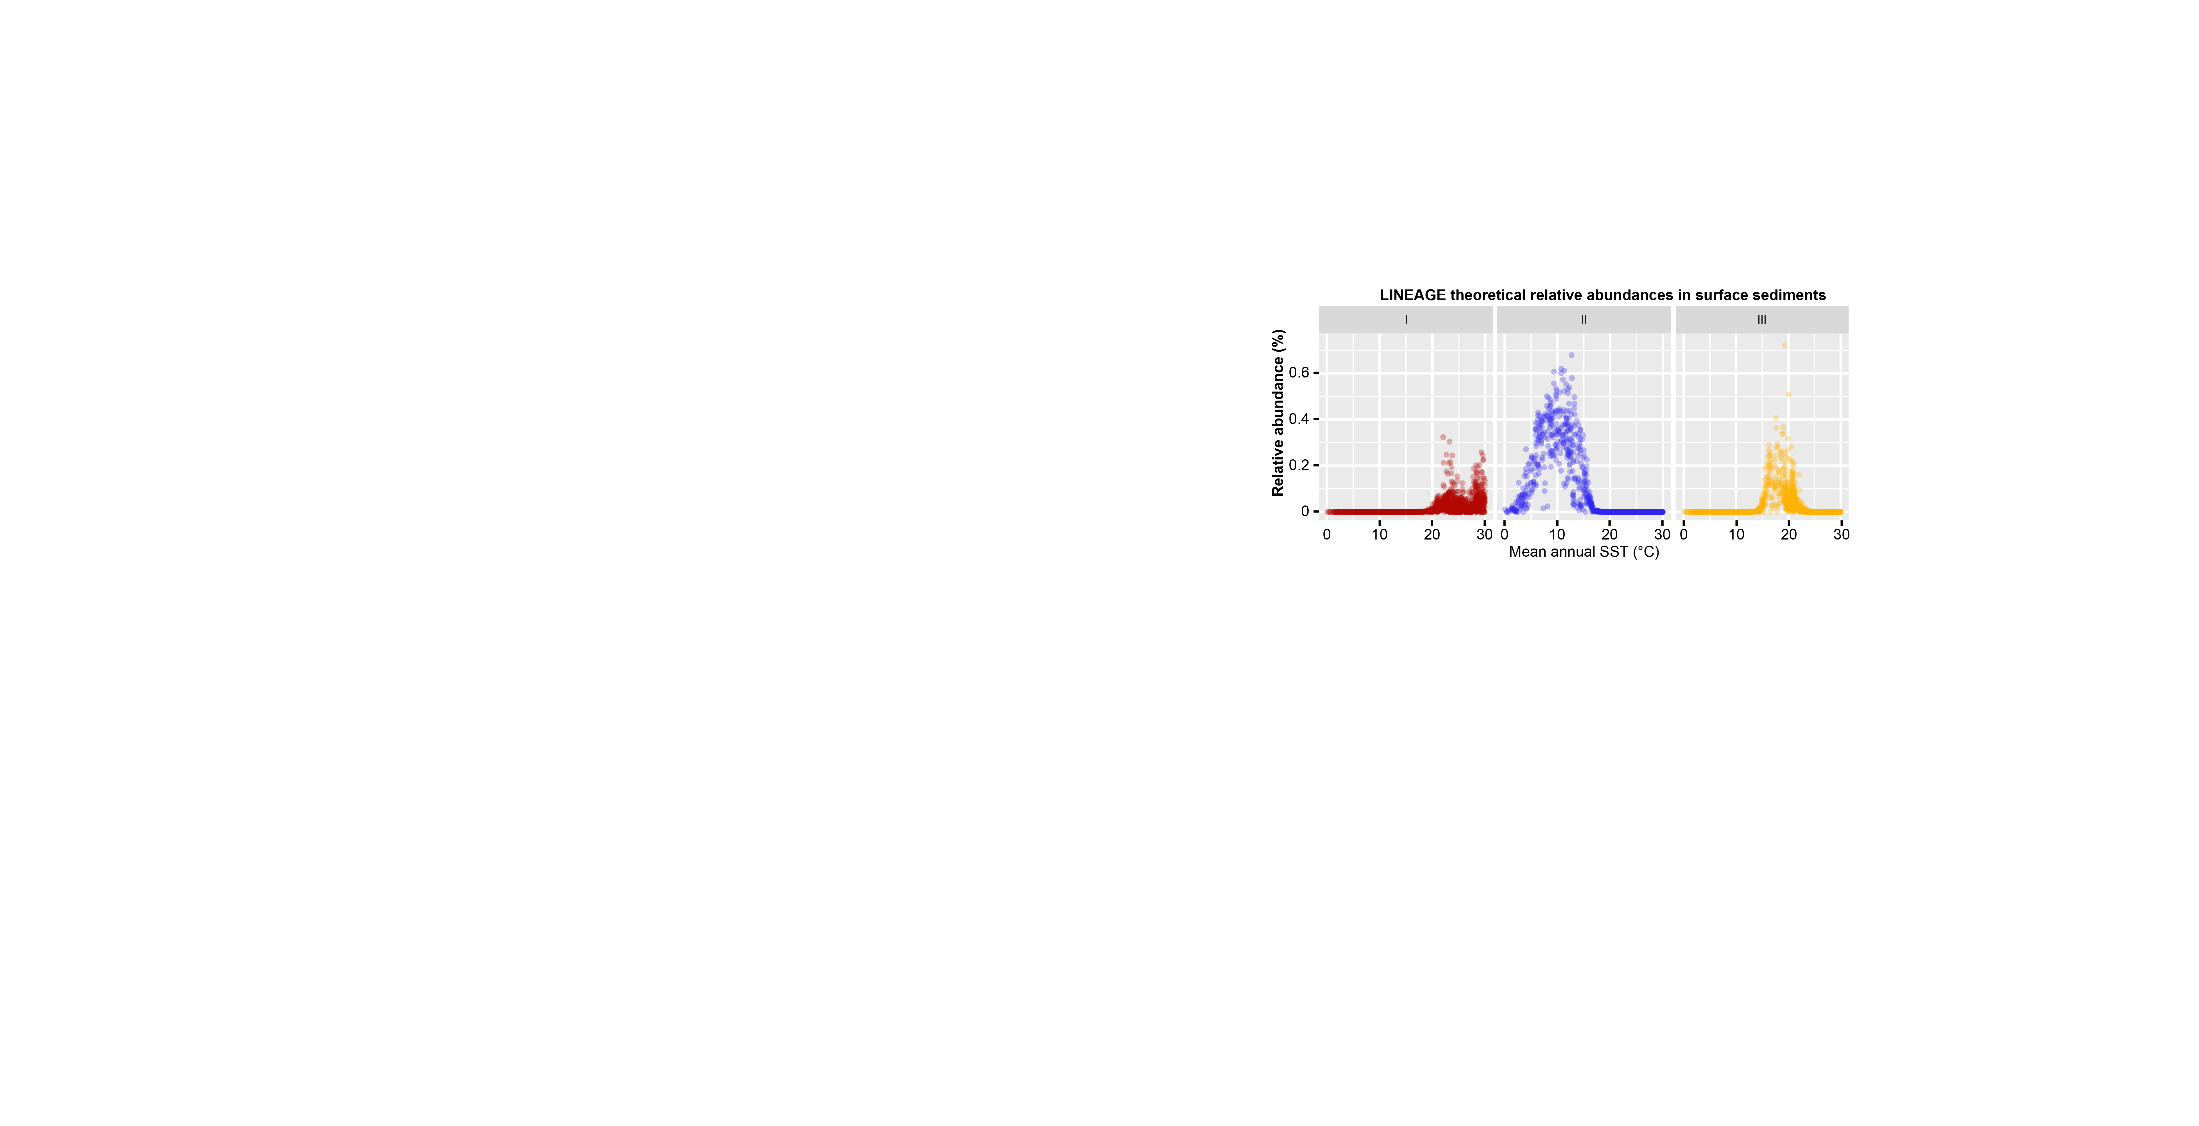 LINEAGE theoretical relative abundances in surface sediments
I II III
Relative abundance (%)
0.6
0.4
0.2
0
0 10 20 30 0 10 20 30 0 10 20 30
Mean annual SST (°C)